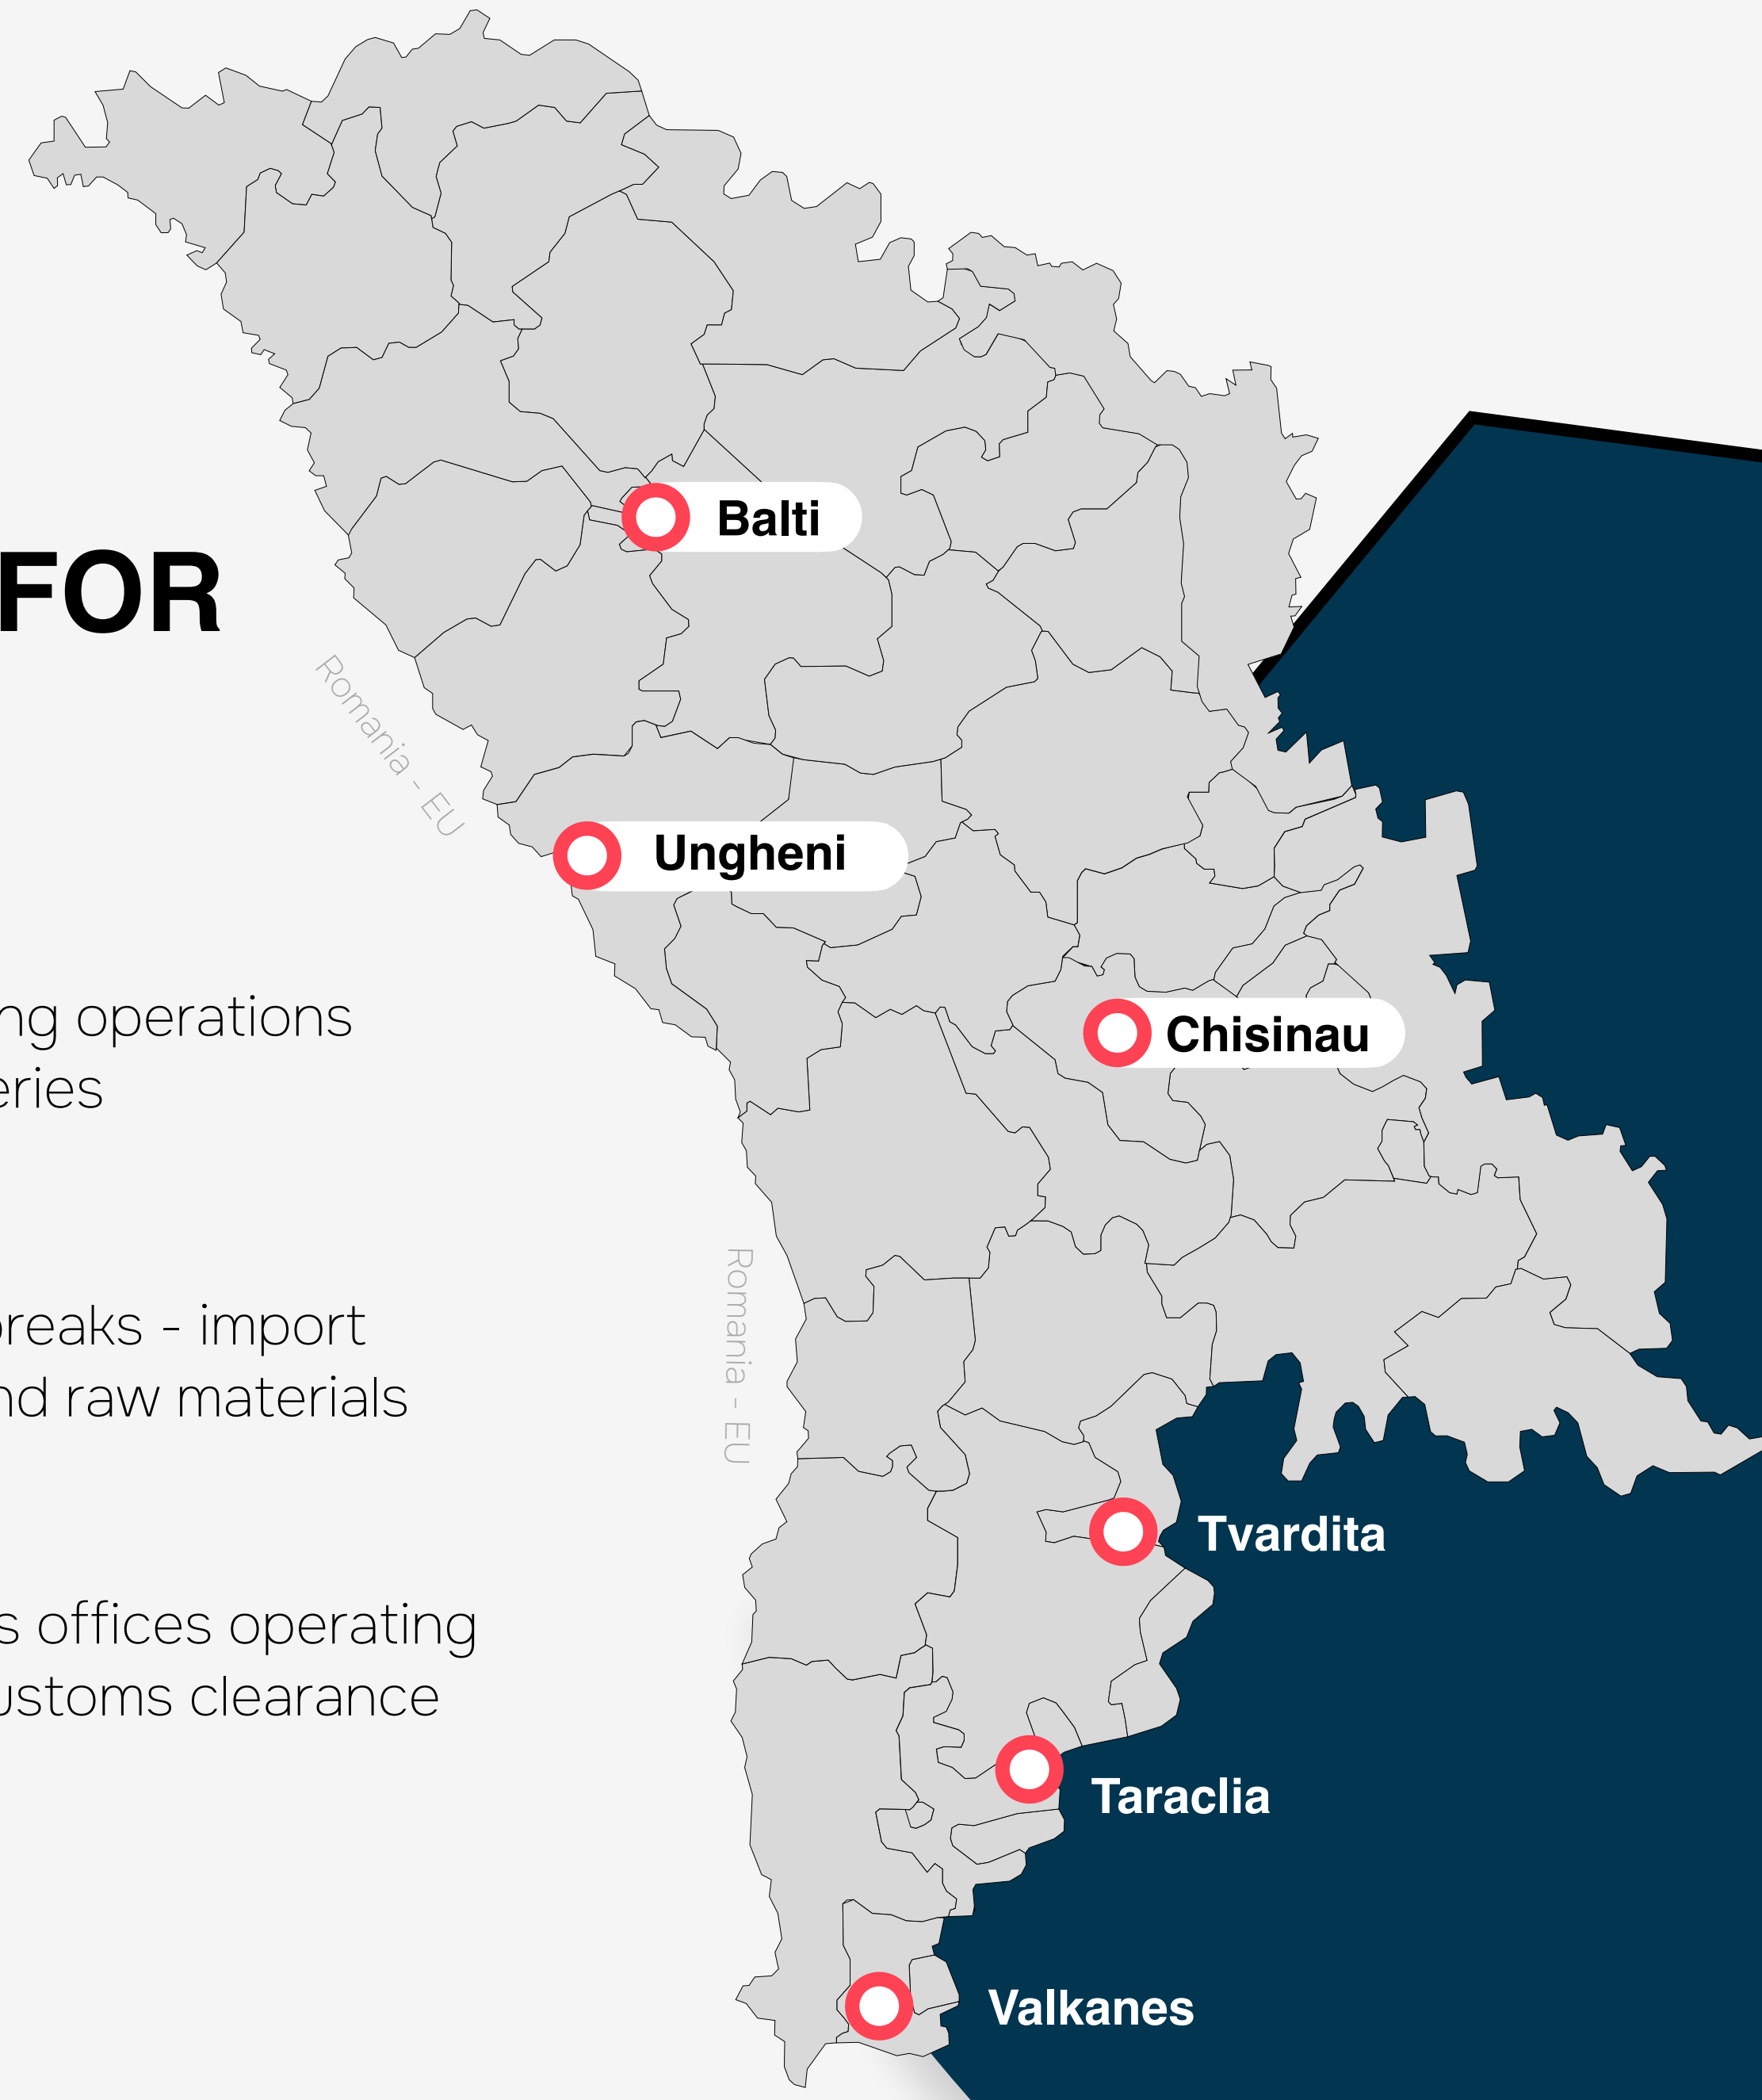 FOR
ng operations
eries
reaks - import
nd raw materials
s offices operating
ustoms clearance
Balti
Romania - EU
Ungheni
Chisinau
Romania - EU
Tvardita
Taraclia
Valkanes